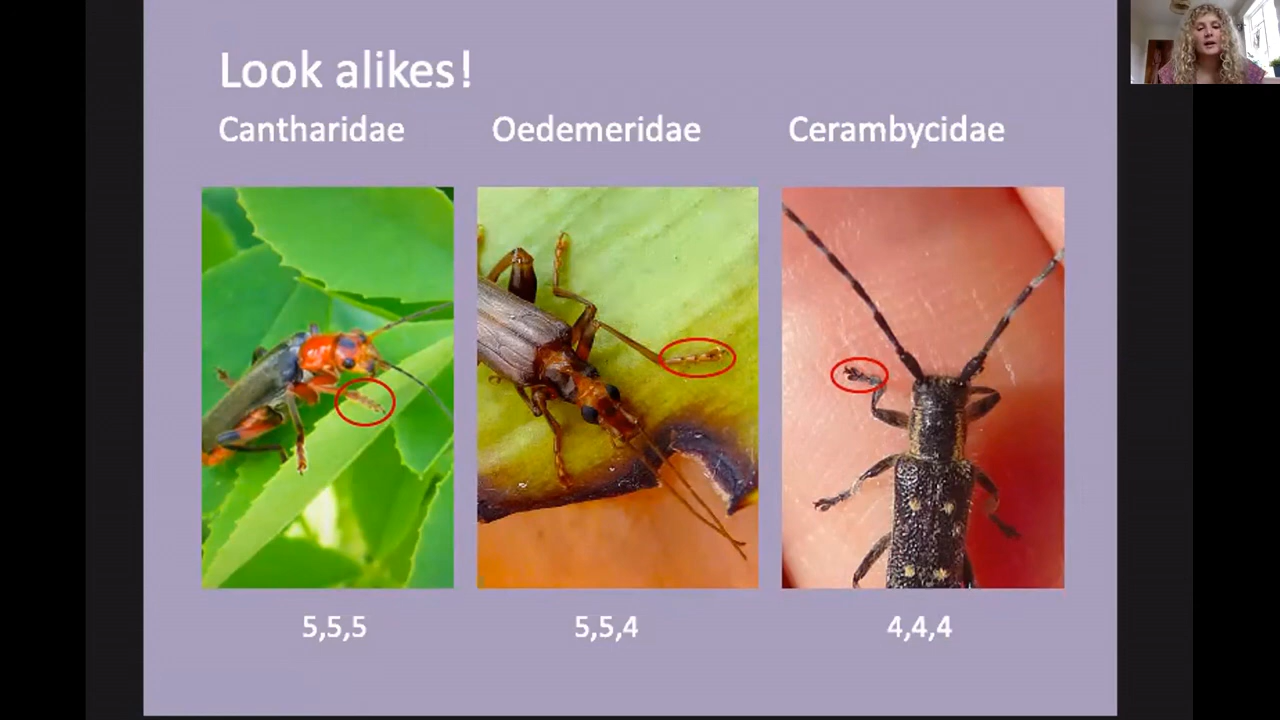 Look alikes!
Cantharidae
Oedemeridae
Cerambycidae
5,5,5
5,5,4
4,4,4